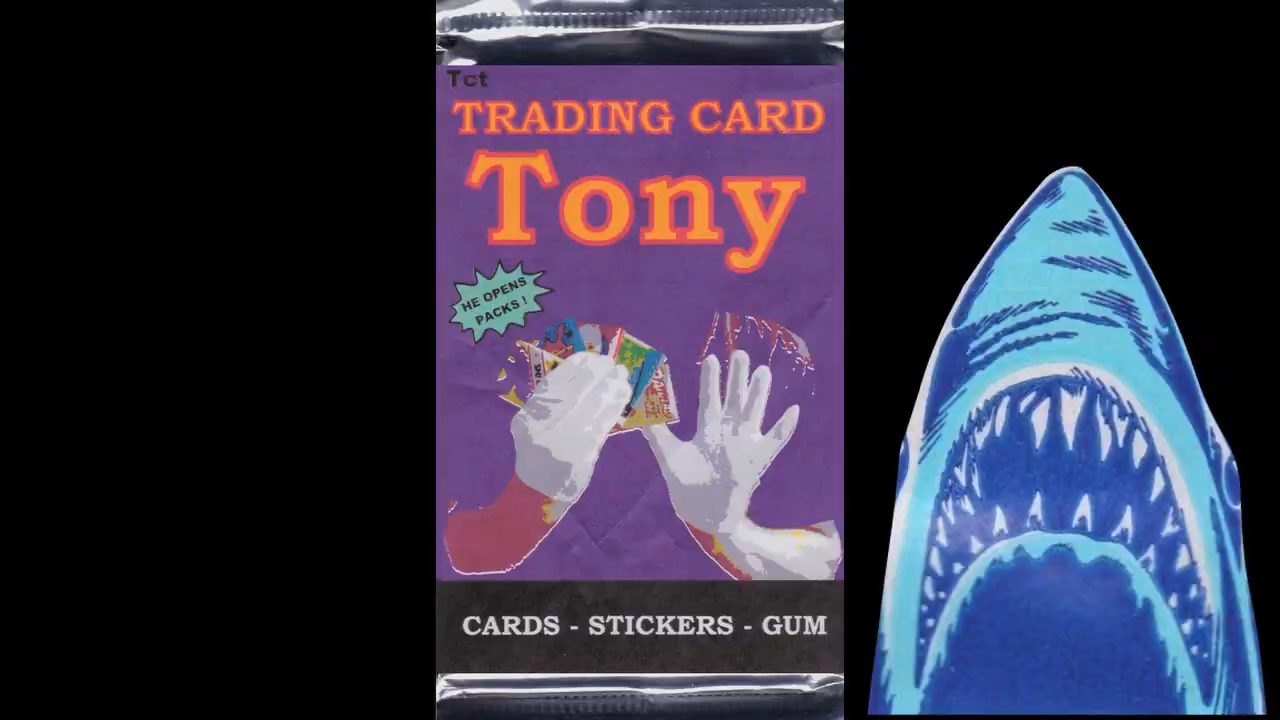 Tct
TRADING CARD
Tony
HE OPENS
PACKS !
CARDS - STICKERS - GUM